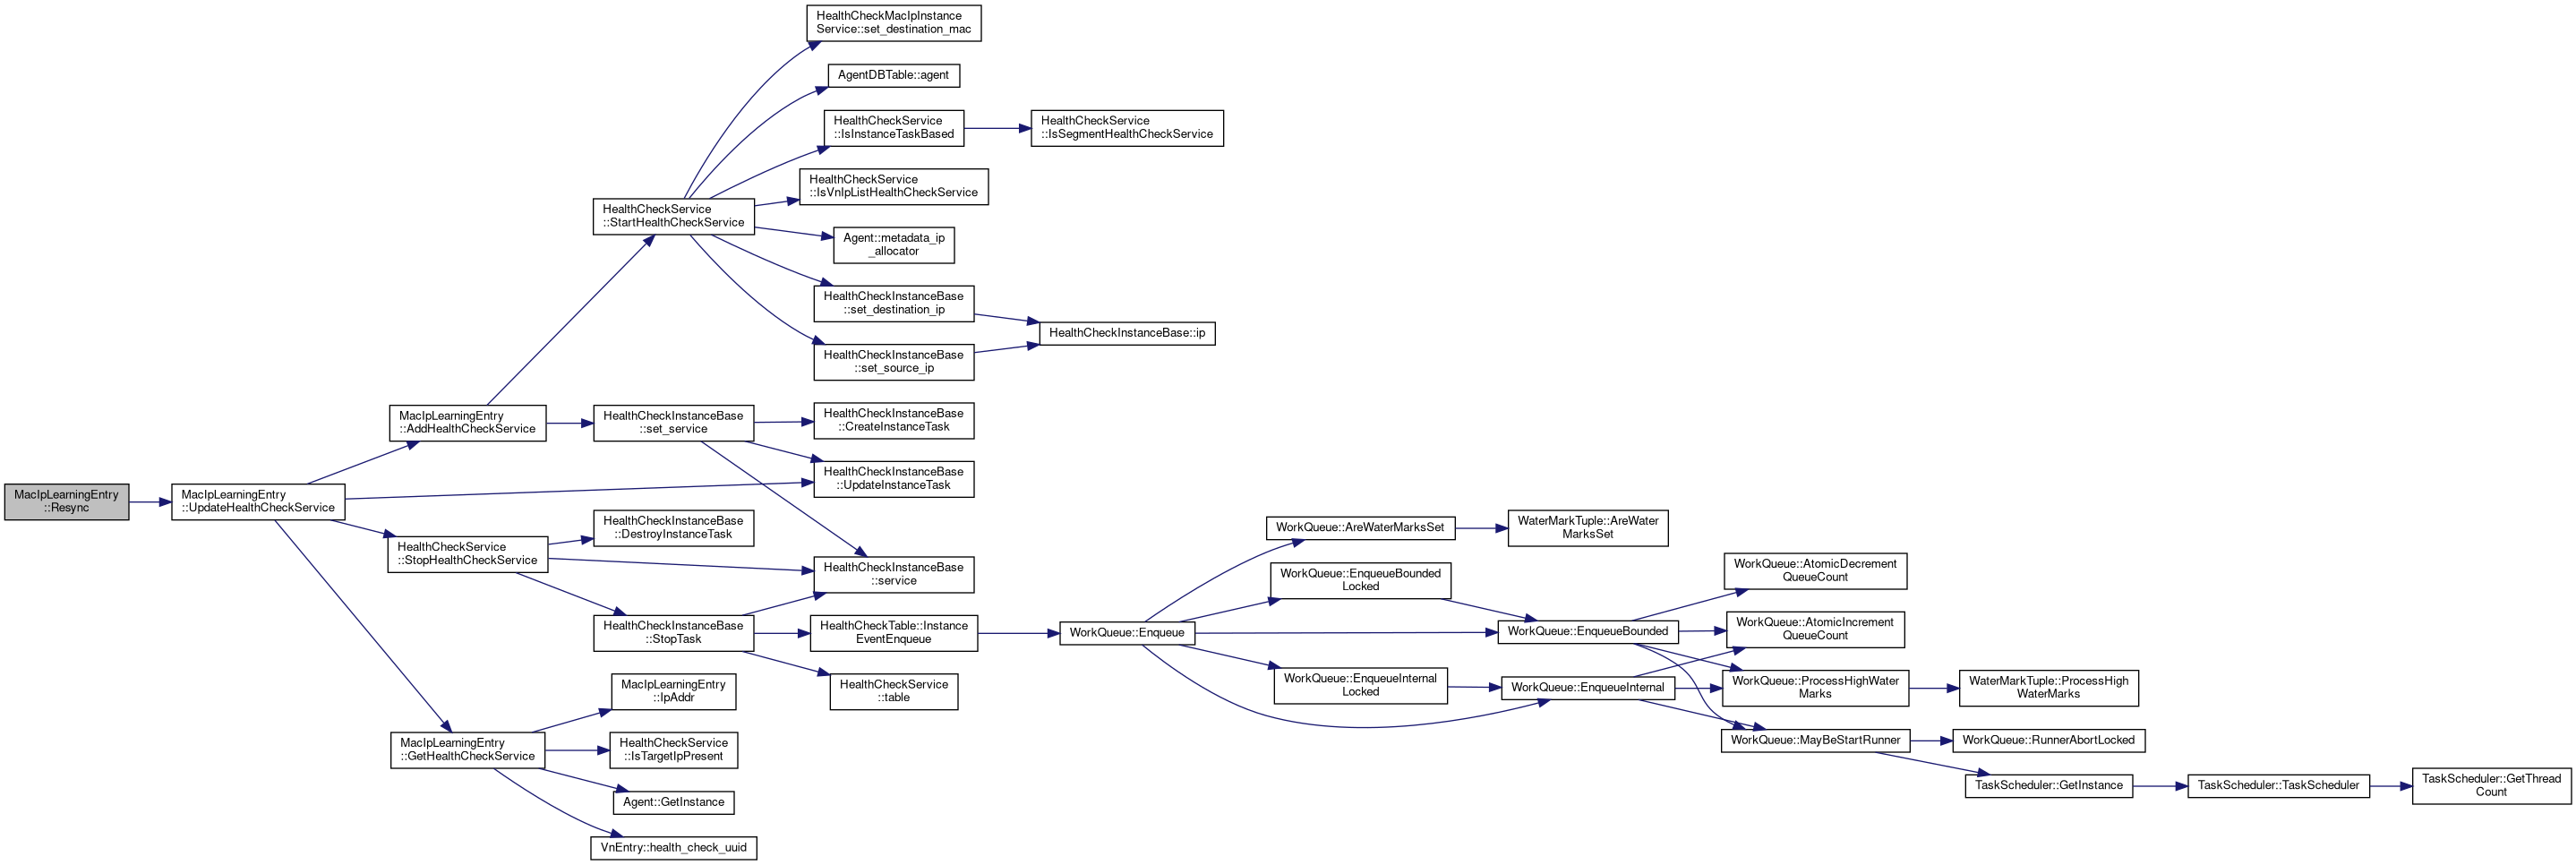 MacIpLearningEntry
::Resync
MacIpLearningEntry
::UpdateHealthCheckService
MacIpLearningEntry
::AddHealthCheckService
HealthCheckService
::StartHealthCheckService
HealthCheckMacIpInstance
Service::set_destination_mac
AgentDBTable::agent
HealthCheckService
::IsInstanceTaskBased
HealthCheckService
::IsSegmentHealthCheckService
HealthCheckService
::IsVnIpListHealthCheckService
Agent::metadata_ip
_allocator
HealthCheckInstanceBase
::set_destination_ip
HealthCheckInstanceBase::ip
HealthCheckInstanceBase
::set_source_ip
HealthCheckInstanceBase
::set_service
HealthCheckInstanceBase
::CreateInstanceTask
HealthCheckInstanceBase
::UpdateInstanceTask
HealthCheckInstanceBase
::service
HealthCheckService
::StopHealthCheckService
HealthCheckInstanceBase
::DestroyInstanceTask
HealthCheckInstanceBase
::StopTask
HealthCheckTable::Instance
EventEnqueue
HealthCheckService
::table
MacIpLearningEntry
::GetHealthCheckService
MacIpLearningEntry
::IpAddr
HealthCheckService
::IsTargetIpPresent
Agent::GetInstance
VnEntry::health_check_uuid
WorkQueue::Enqueue
WorkQueue::AreWaterMarksSet
WaterMarkTuple::AreWater
MarksSet
WorkQueue::EnqueueBounded
Locked
WorkQueue::EnqueueBounded
WorkQueue::EnqueueInternal
Locked
WorkQueue::EnqueueInternal
WorkQueue::AtomicDecrement
QueueCount
WorkQueue::AtomicIncrement
QueueCount
WorkQueue::ProcessHighWater
Marks
WaterMarkTuple::ProcessHigh
WaterMarks
WorkQueue::MayBeStartRunner
WorkQueue::RunnerAbortLocked
TaskScheduler::GetInstance
TaskScheduler::TaskScheduler
TaskScheduler::GetThread
Count